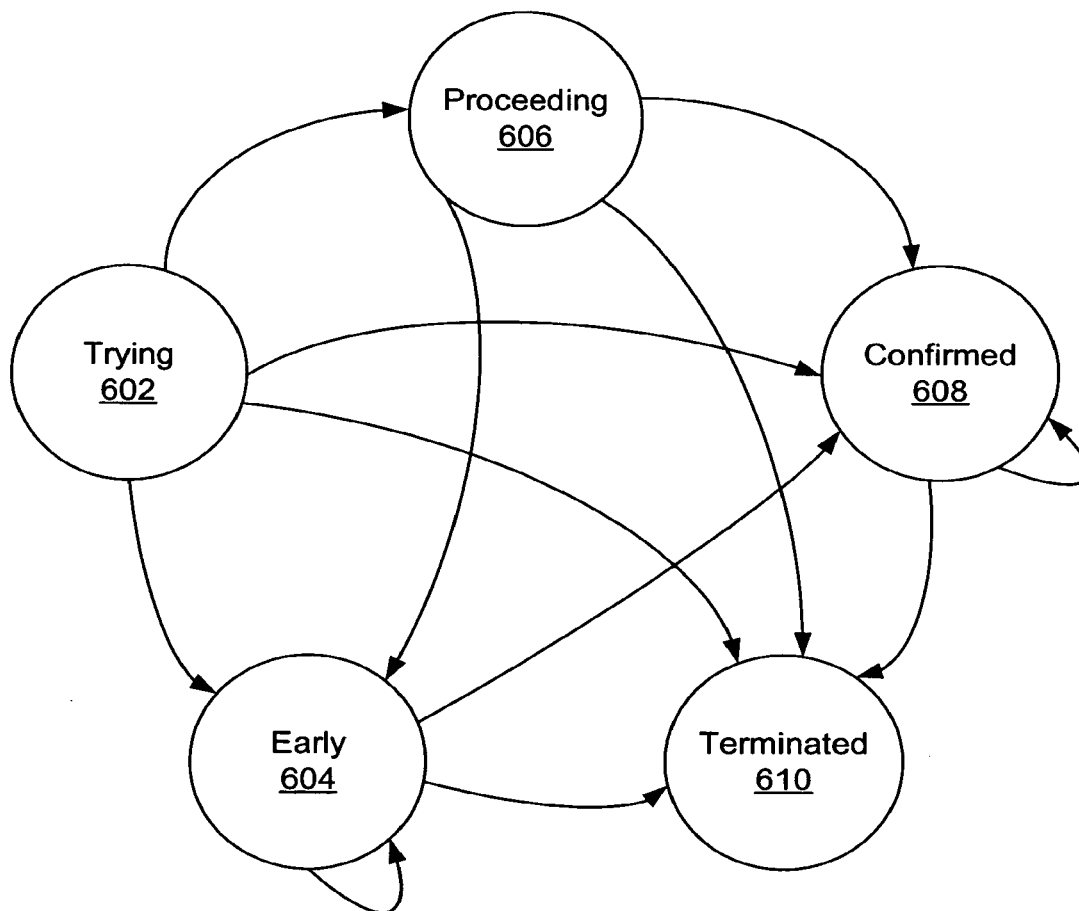 Proceeding
606
Trying
602
Confirmed
608
Early
604
Terminated
610